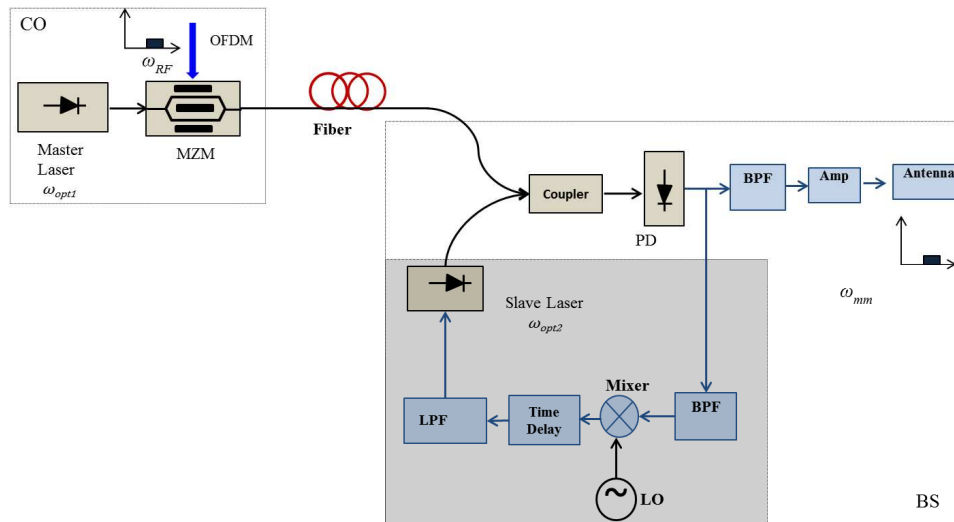 CO
OFDM
ω_RF
Master
Laser
ω_opt1
MZM
Fiber
Coupler
PD
BPF
Amp
Antenna
ω_mm
Slave Laser
ω_opt2
Mixer
BPF
Time
Delay
LPF
~
LO
BS